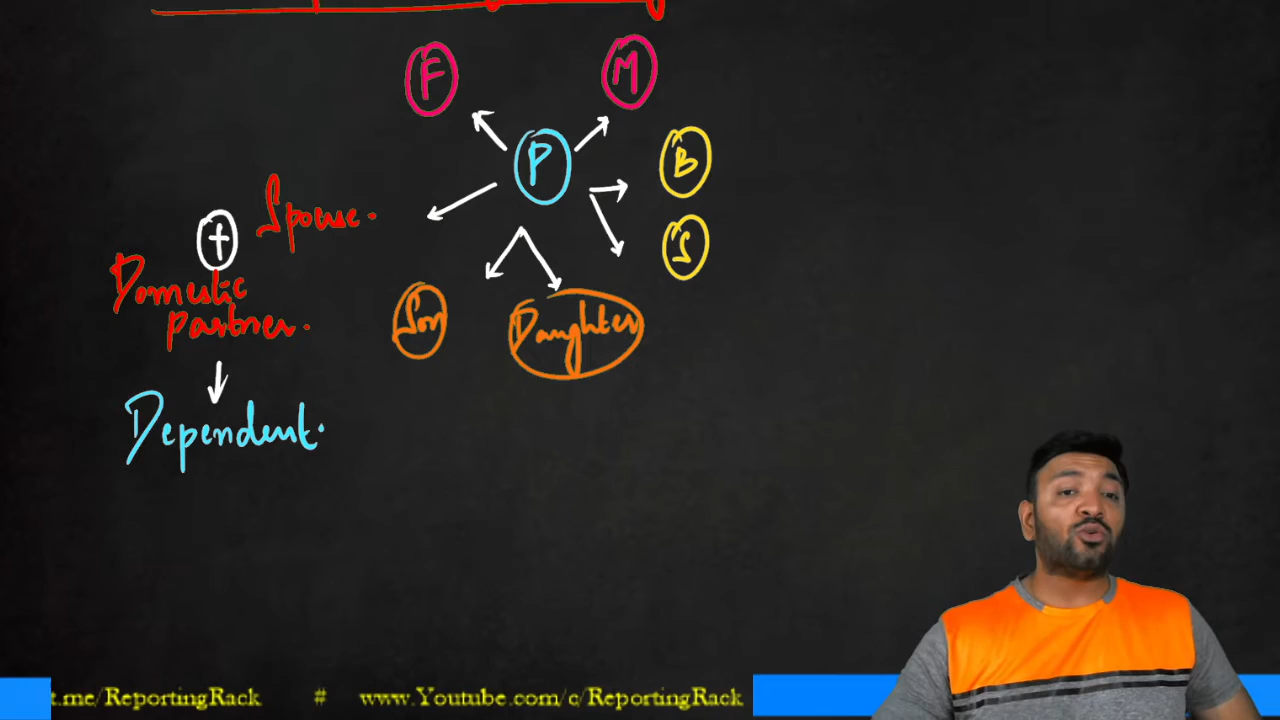 F M
P B
Spouse.
+ S
Domestic
partner.
Son Daughter
Dependent.
t.me/ReportingRack # www.Youtube.com/c/ReportingRack